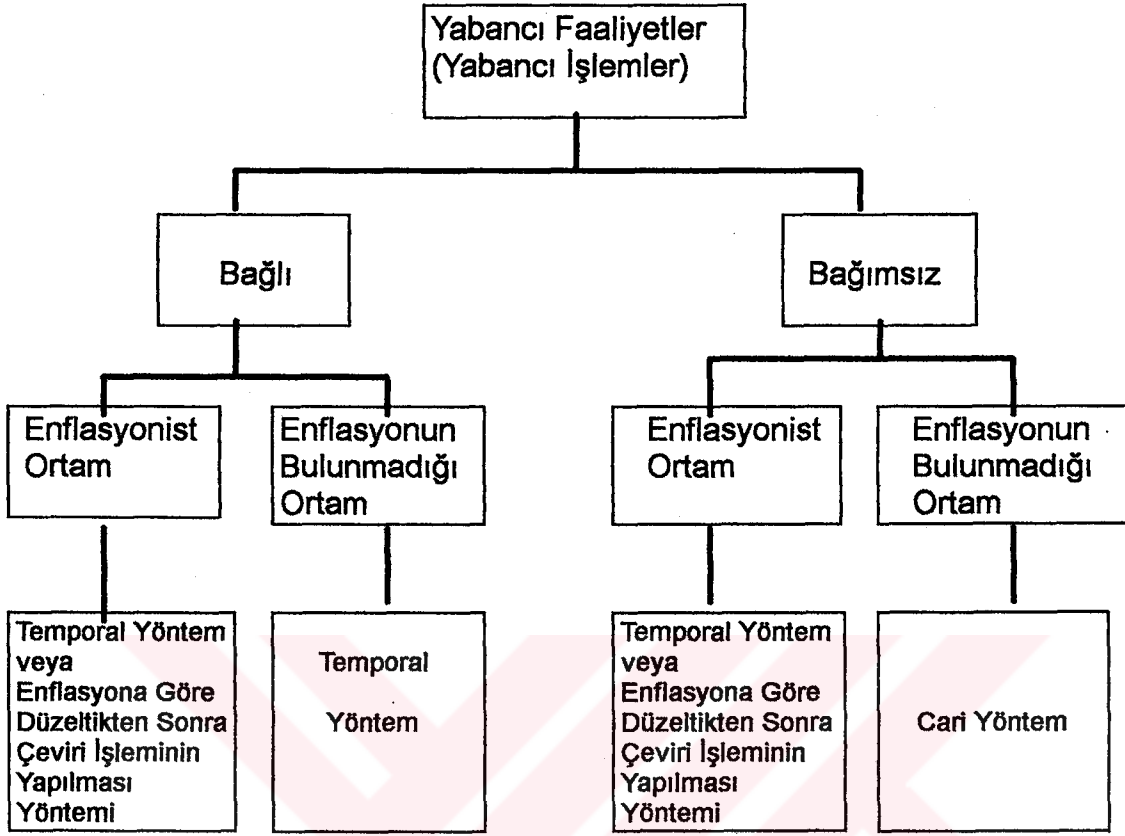 Yabancı Faaliyetler
(Yabancı İşlemler)
Bağlı
Bağımsız
Enflasyonist
Ortam
Enflasyonun
Bulunmadığı
Ortam
Enflasyonist
Ortam
Enflasyonun
Bulunmadığı
Ortam
Temporal Yöntem
veya
Enflasyona Göre
Düzeltikten Sonra
Çeviri İşleminin
Yapılması
Yöntemi
Temporal
Yöntem
Temporal Yöntem
veya
Enflasyona Göre
Düzeltikten Sonra
Çeviri İşleminin
Yapılması
Yöntemi
Cari Yöntem